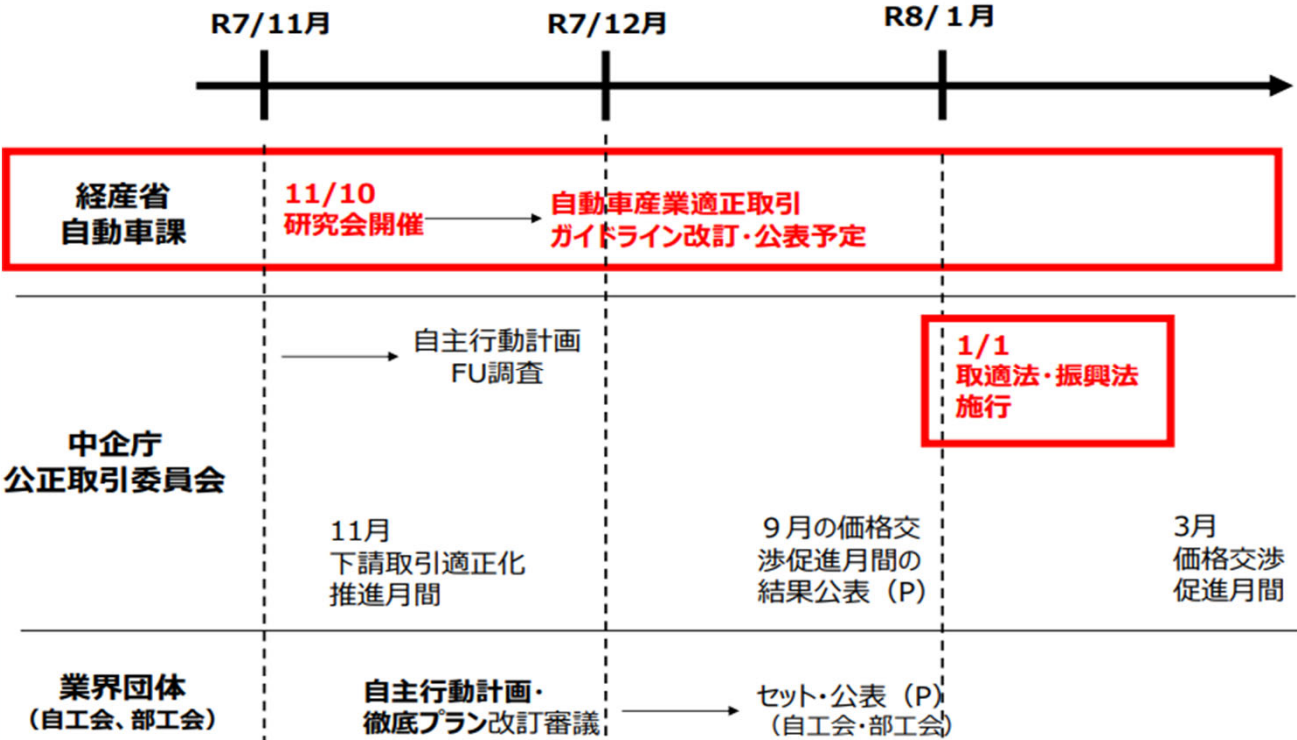 R7/11月
R7/12月
R8/１月
経産省
自動車課
11/10
研究会開催
自動車産業適正取引
ガイドライン改訂・公表予定
中企庁
公正取引委員会
自主行動計画
FU調査
1/1
取適法・振興法
施行
11月
下請取引適正化
推進月間
９月の価格交
渉促進月間の
結果公表（P）
3月
価格交渉
促進月間
業界団体
（自工会、部工会）
自主行動計画・
徹底プラン改訂審議
セット・公表（P）
（自工会・部工会）